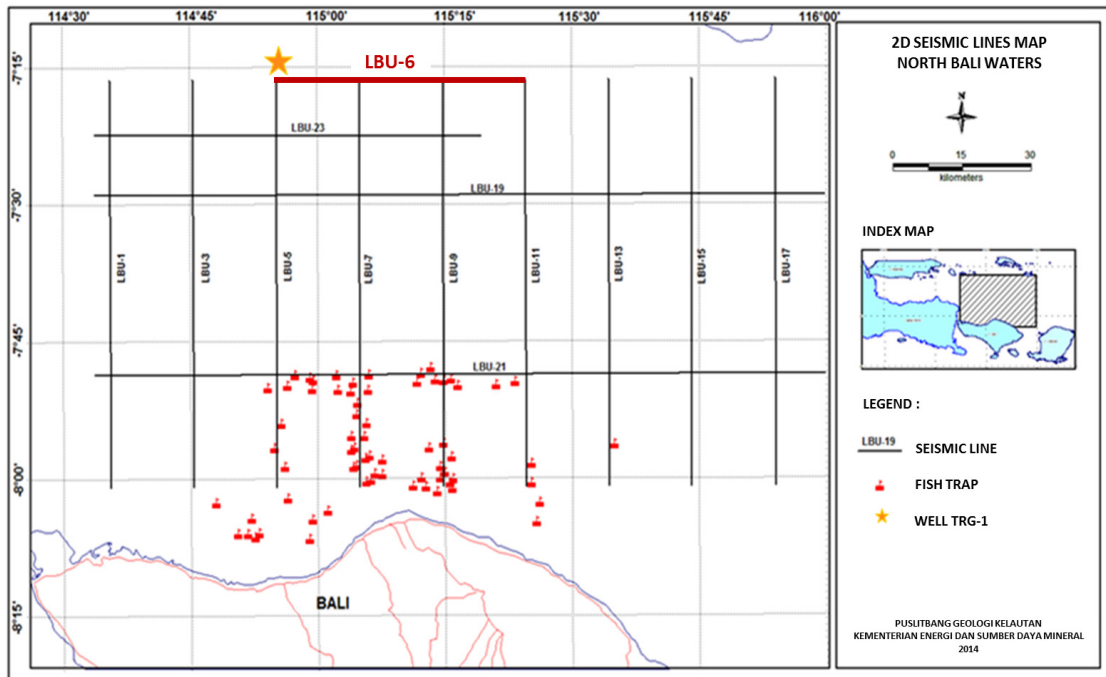 114°30' 114°45' 115°00' 115°15' 115°30' 115°45' 116°00'
-7°15'
-7°30'
-7°45'
-8°00'
-8°15'
LBU-6
LBU-23
LBU-19
LBU-1
LBU-3
LBU-5
LBU-7
LBU-9
LBU-11
LBU-13
LBU-15
LBU-17
LBU-21
BALI
2D SEISMIC LINES MAP
NORTH BALI WATERS
N
0 15 30
kilometers
INDEX MAP
LEGEND :
LBU-19 SEISMIC LINE
FISH TRAP
WELL TRG-1
PUSLITBANG GEOLOGI KELAUTAN
KEMENTERIAN ENERGI DAN SUMBER DAYA MINERAL
2014